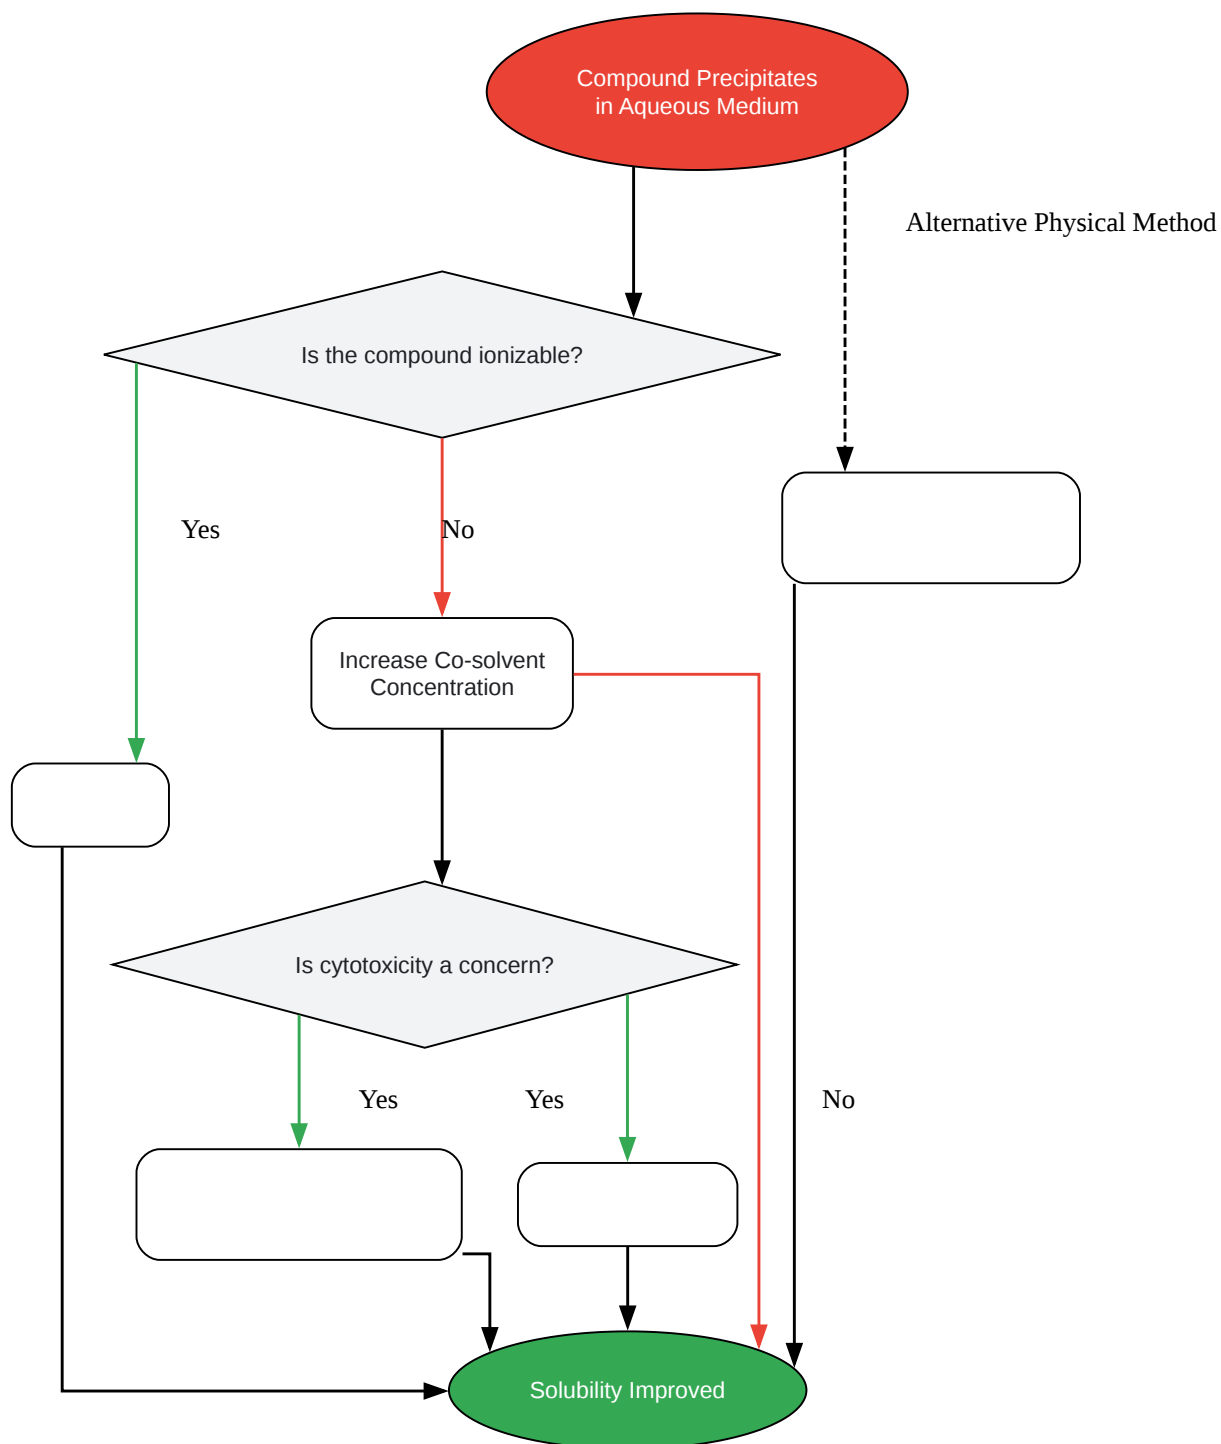 Compound Precipitates
in Aqueous Medium
Alternative Physical Method
Is the compound ionizable?
Yes
No
Increase Co-solvent
Concentration
Is cytotoxicity a concern?
Yes
Yes
No
Solubility Improved